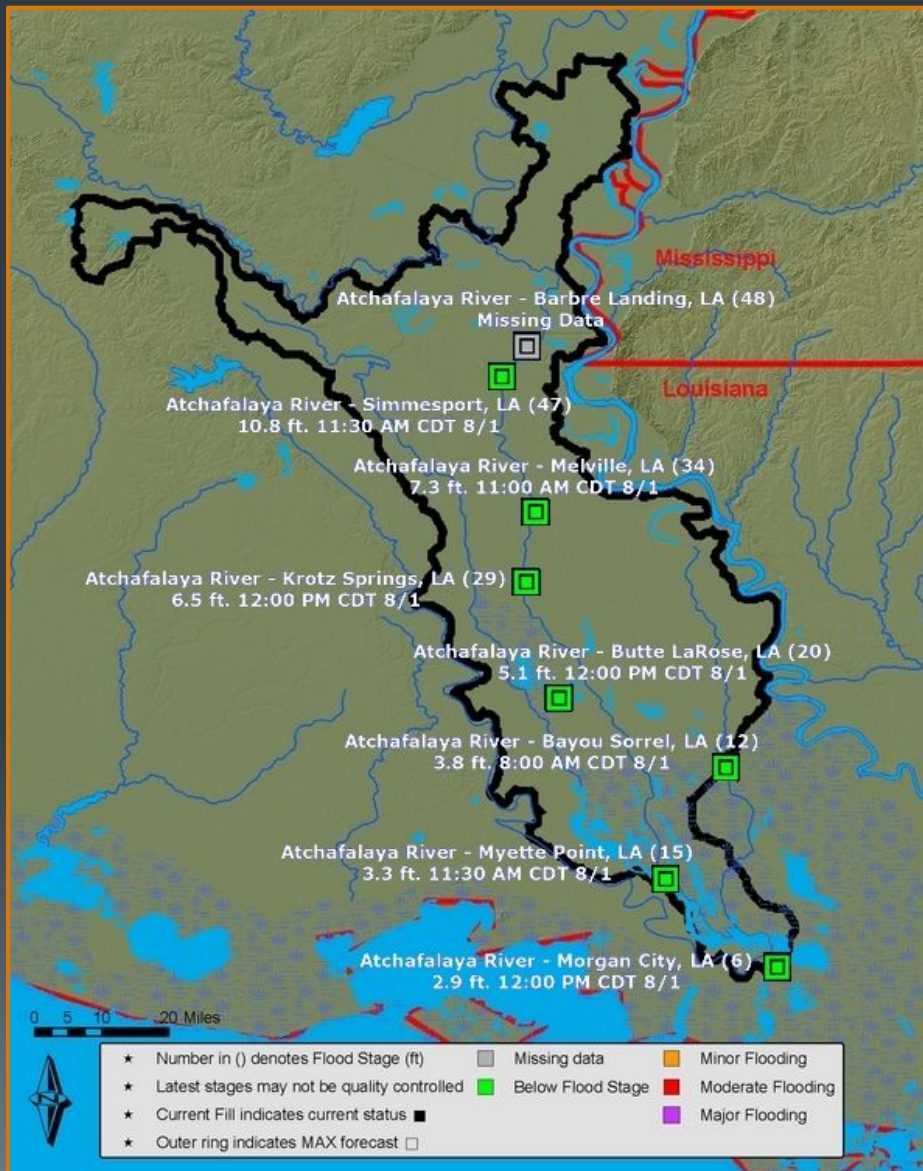 Mississippi
Atchafalaya River - Barbre Landing, LA (48)
Missing Data
Louisiana
Atchafalaya River - Simmesport, LA (47)
10.8 ft. 11:30 AM CDT 8/1
Atchafalaya River - Melville, LA (34)
7.3 ft. 11:00 AM CDT 8/1
Atchafalaya River - Krotz Springs, LA (29)
6.5 ft. 12:00 PM CDT 8/1
Atchafalaya River - Butte LaRose, LA (20)
5.1 ft. 12:00 PM CDT 8/1
Atchafalaya River - Bayou Sorrel, LA (12)
3.8 ft. 8:00 AM CDT 8/1
Atchafalaya River - Myette Point, LA (15)
3.3 ft. 11:30 AM CDT 8/1
Atchafalaya River - Morgan City, LA (6)
2.9 ft. 12:00 PM CDT 8/1
0 5 10 20 Miles
★ Number in () denotes Flood Stage (ft)
★ Latest stages may not be quality controlled
★ Current Fill indicates current status
★ Outer ring indicates MAX forecast
Missing data
Below Flood Stage
Minor Flooding
Moderate Flooding
Major Flooding
N